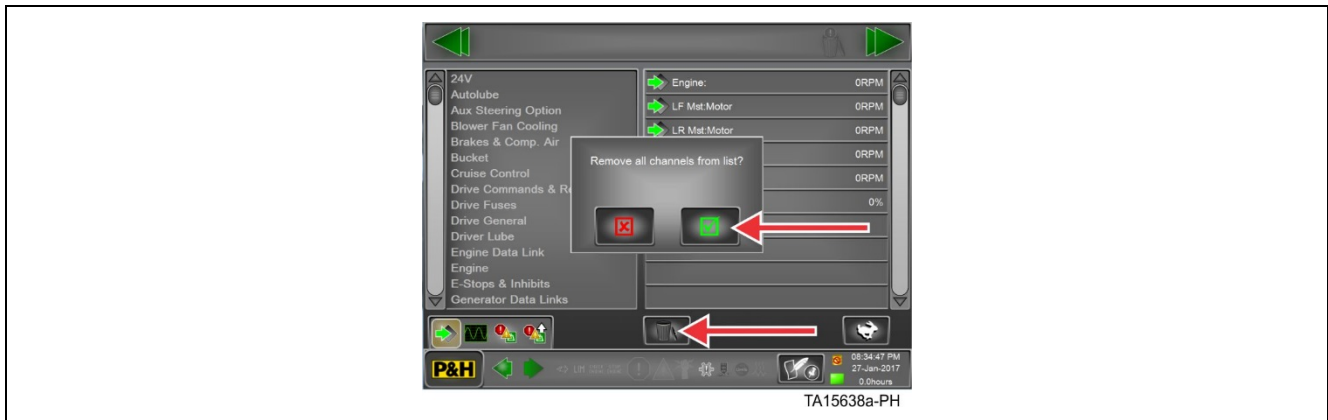 24V
Autolube
Aux Steering Option
Blower Fan Cooling
Brakes & Comp. Air
Bucket
Cruise Control
Drive Commands & Re
Drive Fuses
Drive General
Driver Lube
Engine Data Link
Engine
E-Stops & Inhibits
Generator Data Links
Engine: 0RPM
LF Mst:Motor 0RPM
LR Mst:Motor 0RPM
0RPM
0RPM
0%
Remove all channels from list?
P&H
LIM
08:34:47 PM
27-Jan-2017
0.0hours
TA15638a-PH